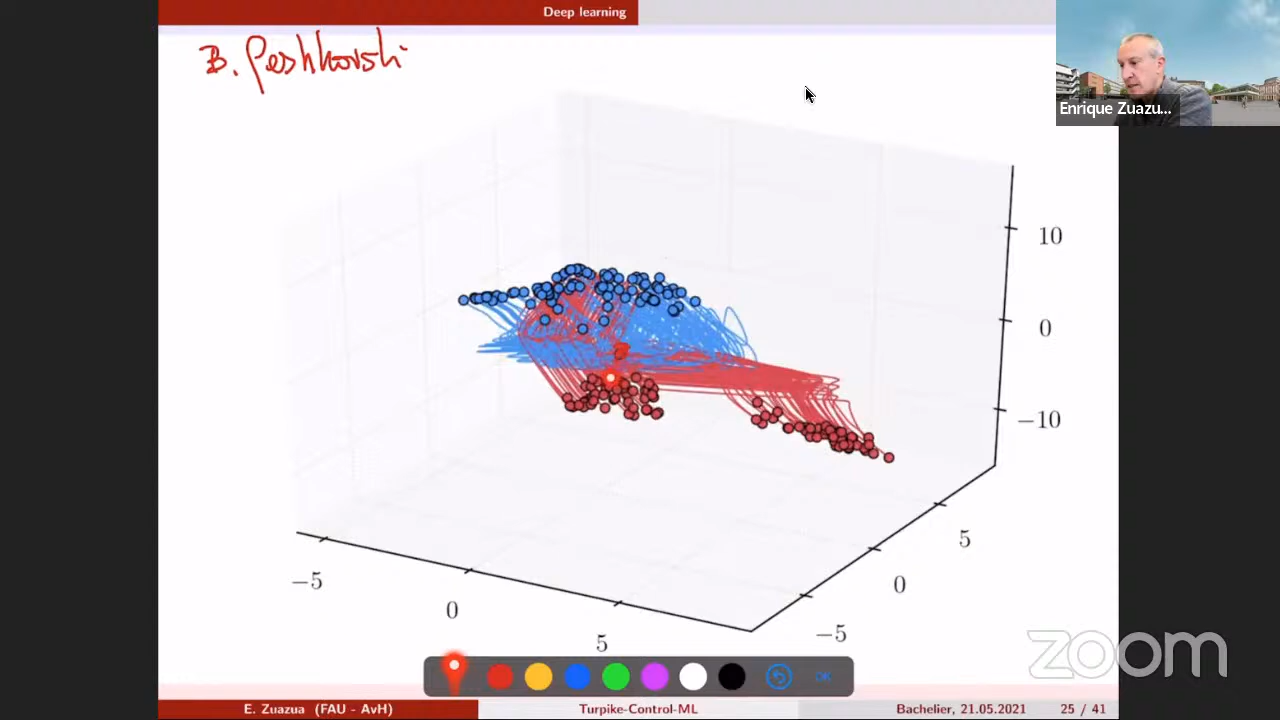 Deep learning
B. Peshkovski
Enrique Zuazu...
10
0
−10
5
0
−5
−5
0
5
OK
zoom
E. Zuazua (FAU - AvH)
Turpike-Control-ML
Bachelier, 21.05.2021
25 / 41